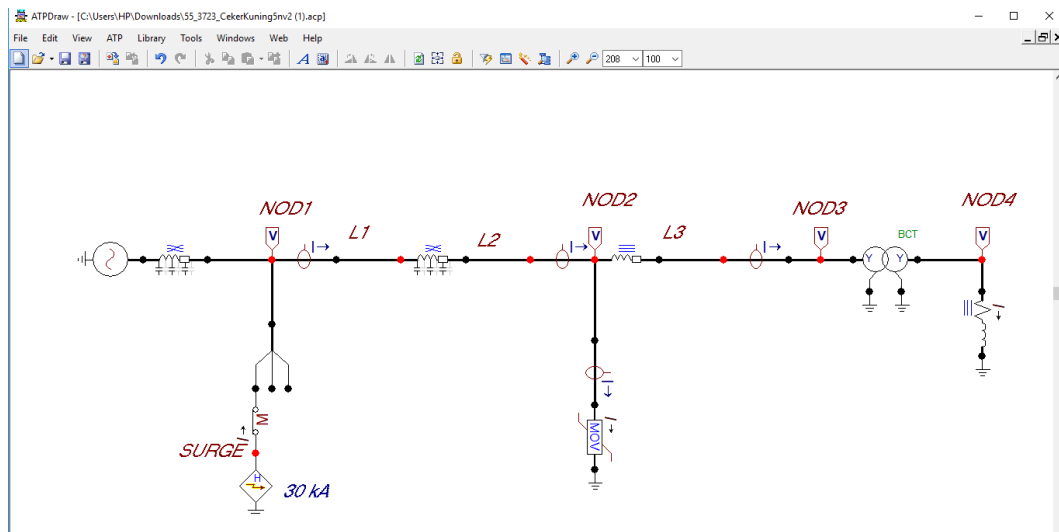 ATPDraw - [C:\Users\HP\Downloads\55_3723_CekerKuning5nv2 (1).acp]
File Edit View ATP Library Tools Windows Web Help
208 100
NOD1
L1
L2
NOD2
L3
NOD3
NOD4
V
V
V
V
I
I
I
BCT
Y Y
I
I
I
MOV
M
I
SURGE
H
30 kA